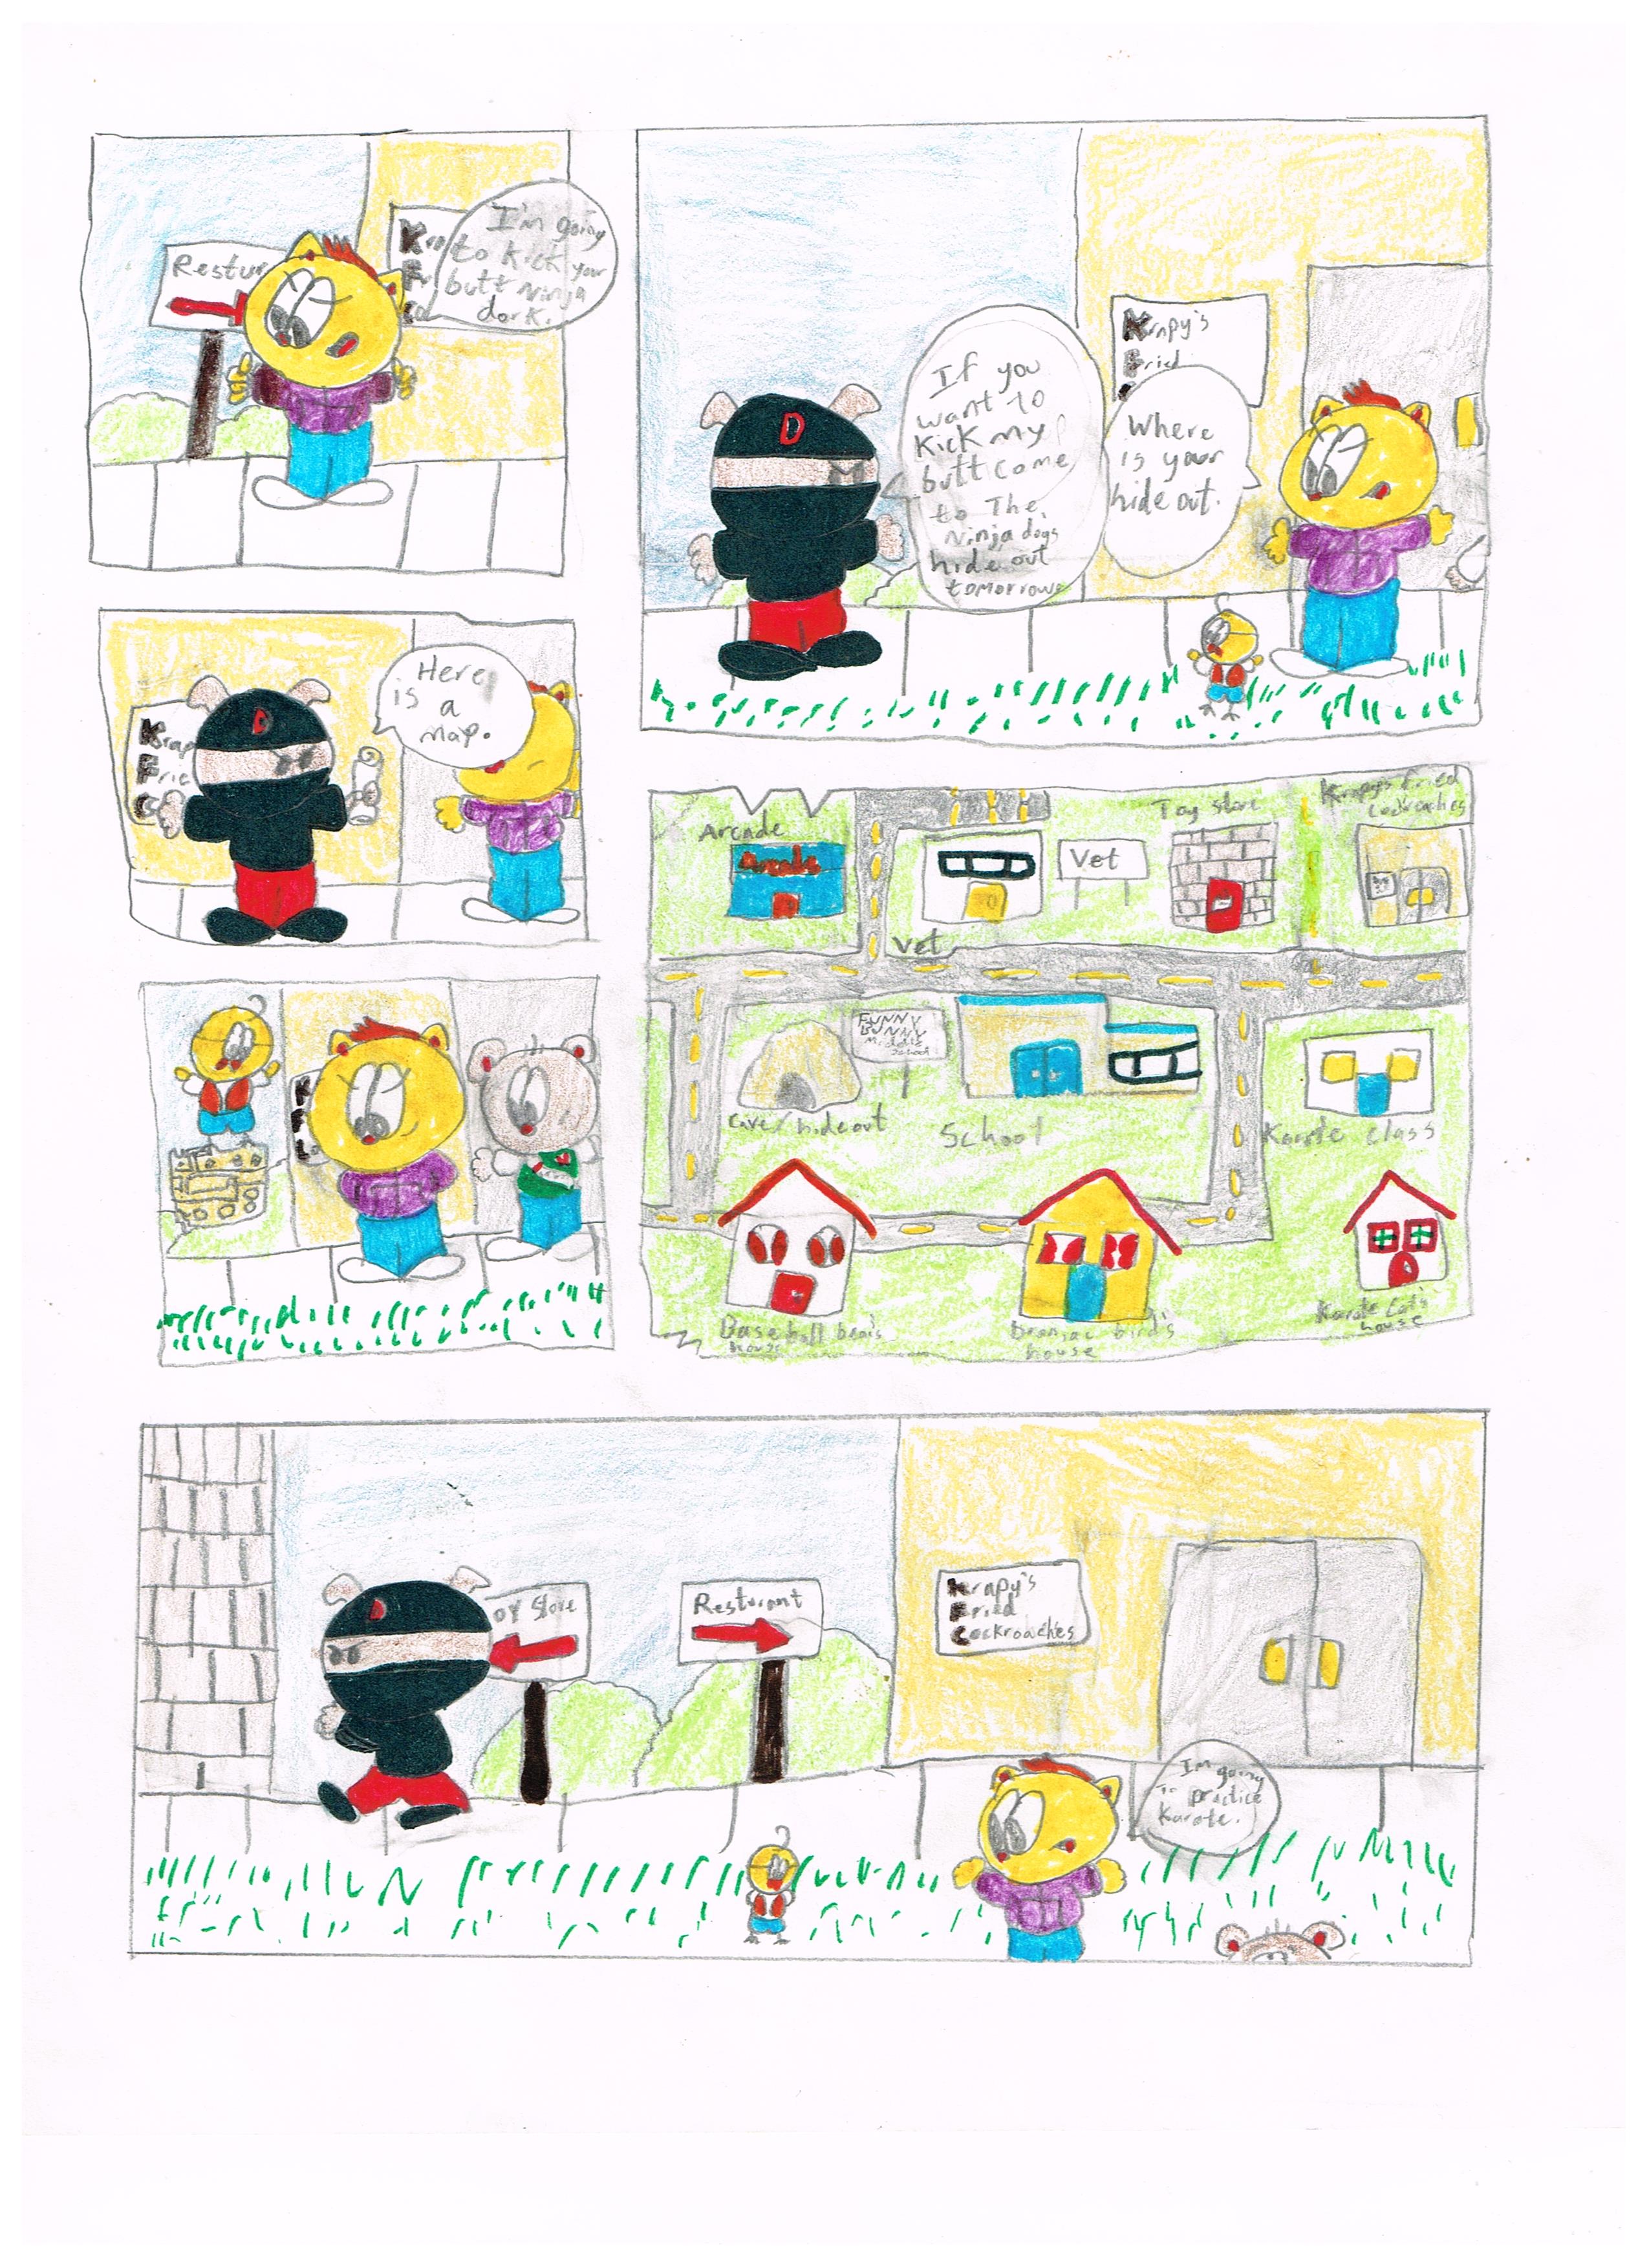 Restur
Kra
F
I'm going
to kick your
butt ninja
dork.
If you
want to
kick my
butt come
to The
Ninja dogs
hide out
tomorrow
Krapy's
Fried
Where
is your
hide out.
D
Krap
Frie
C
D
Here
is a
map.
K
F
Arcade
Arcade
Vet
Vet
Toy store
Krapy's Fried
Cockroaches
Cave/hideout
FUNNY
BUNNY
Middle
School
School
Karate class
Baseball bear's
house
Braniac bird's
house
Karate Cat's
house
D
oy Store
Resturant
Krapy's
Fried
Cockroaches
I'm going
to practice
Karate.